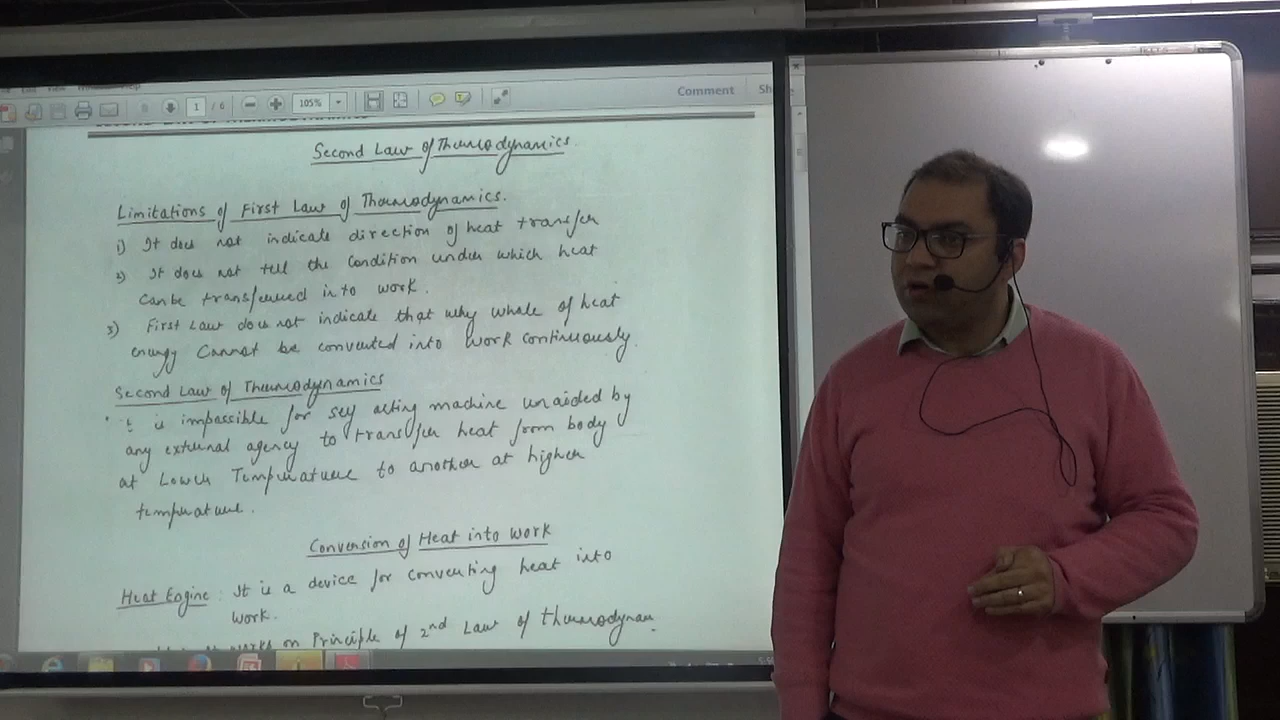 1 / 6
105%
Comment
Sh
Second Law of Thermodynamics.
Limitations of First Law of Thermodynamics.
1) It does not indicate direction of heat transfer
2) It does not tell the condition under which heat
can be transferred into work.
3) First Law does not indicate that why whole of heat
energy cannot be converted into work continuously.
Second Law of Thermodynamics
t is impossible for self acting machine unaided by
any external agency to transfer heat from body
at Lower Temperature to another at higher
temperature.
Conversion of Heat into work
Heat Engine : It is a device for converting heat into
work.
works on Principle of 2nd Law of thermodynam